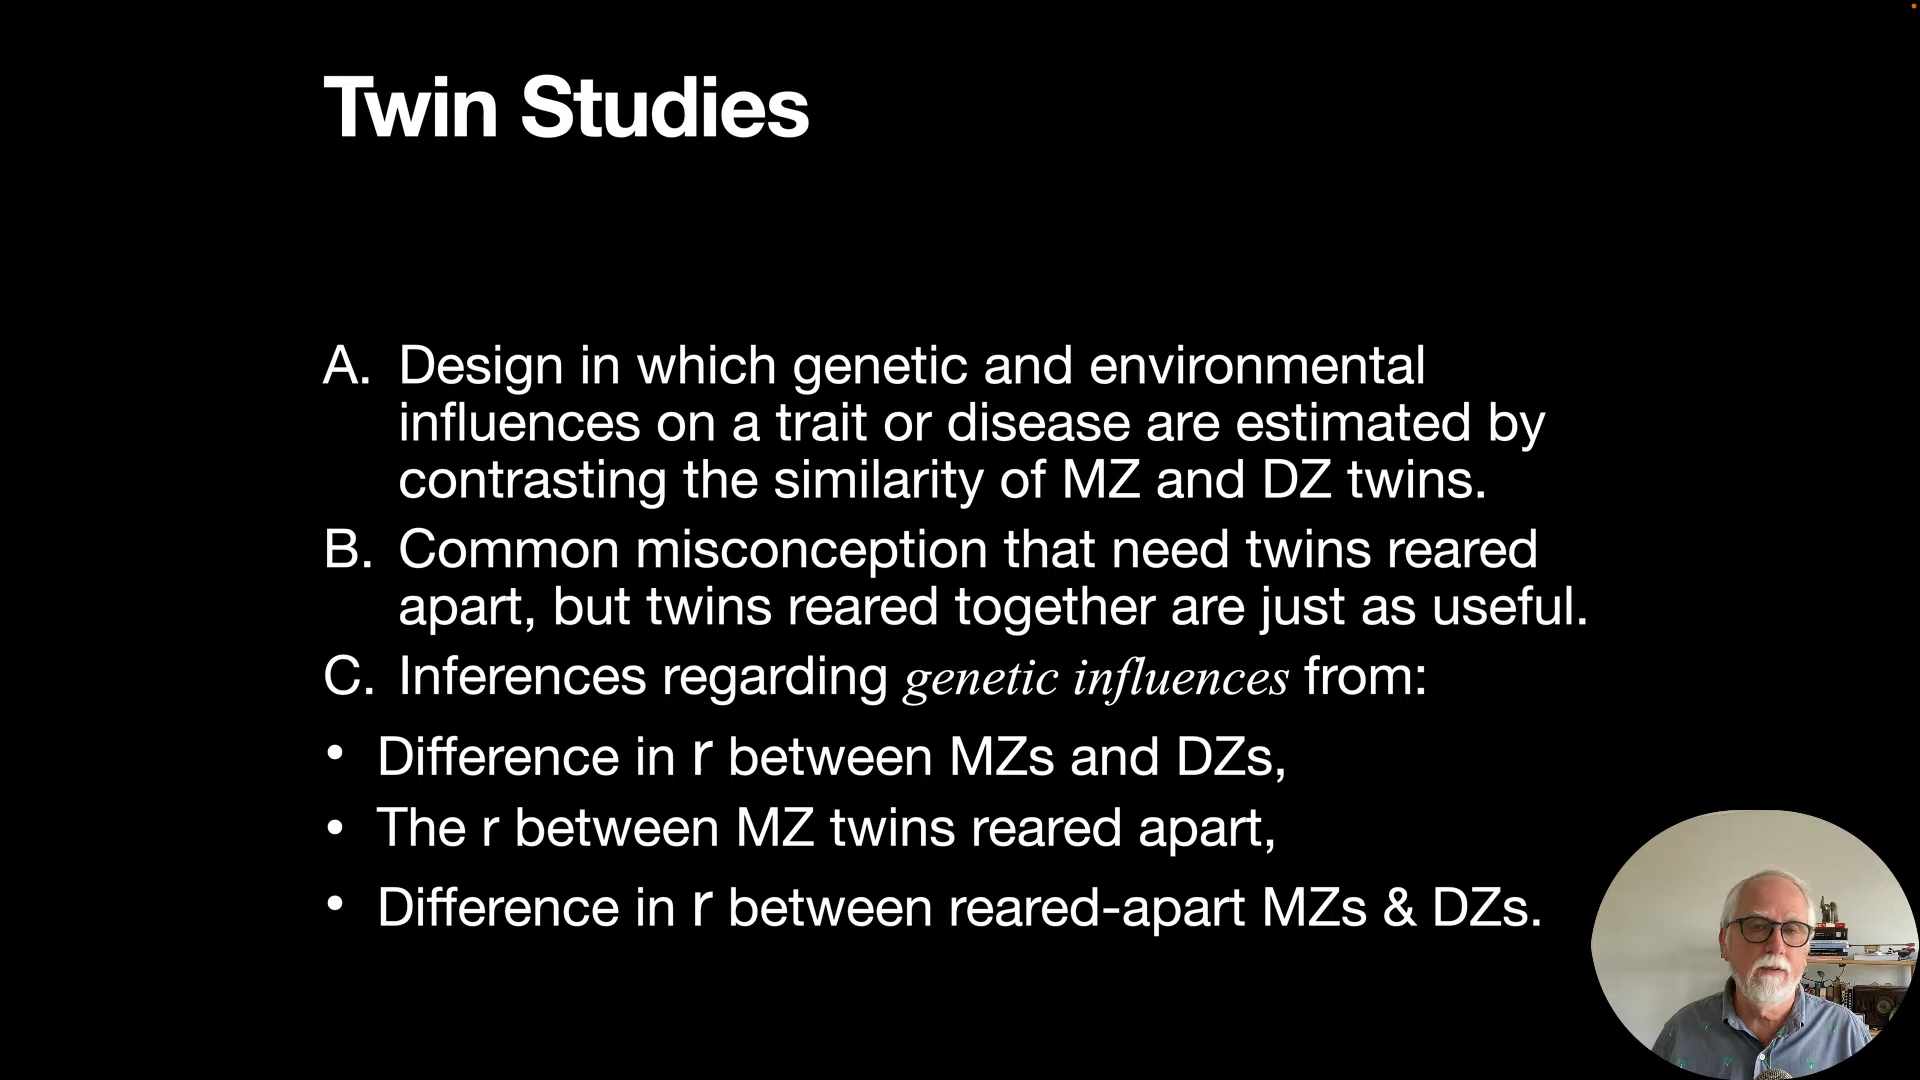 Twin Studies
A. Design in which genetic and environmental
influences on a trait or disease are estimated by
contrasting the similarity of MZ and DZ twins.
B. Common misconception that need twins reared
apart, but twins reared together are just as useful.
C. Inferences regarding genetic influences from:
• Difference in r between MZs and DZs,
• The r between MZ twins reared apart,
• Difference in r between reared-apart MZs & DZs.